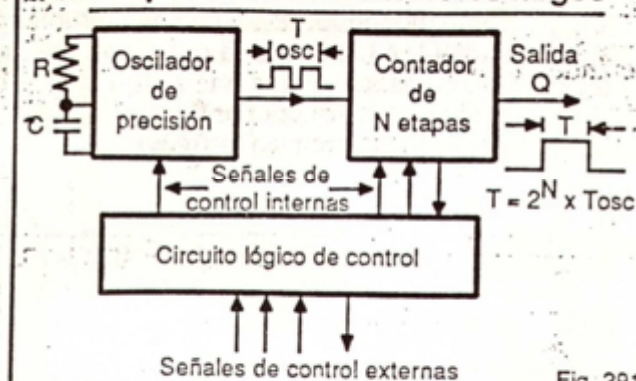 R
C
Oscilador
de
precisión
T
osc
Contador
de
N etapas
Salida
Q
T
T = 2^N x Tosc
Señales de
control internas
Circuito lógico de control
Señales de control externas